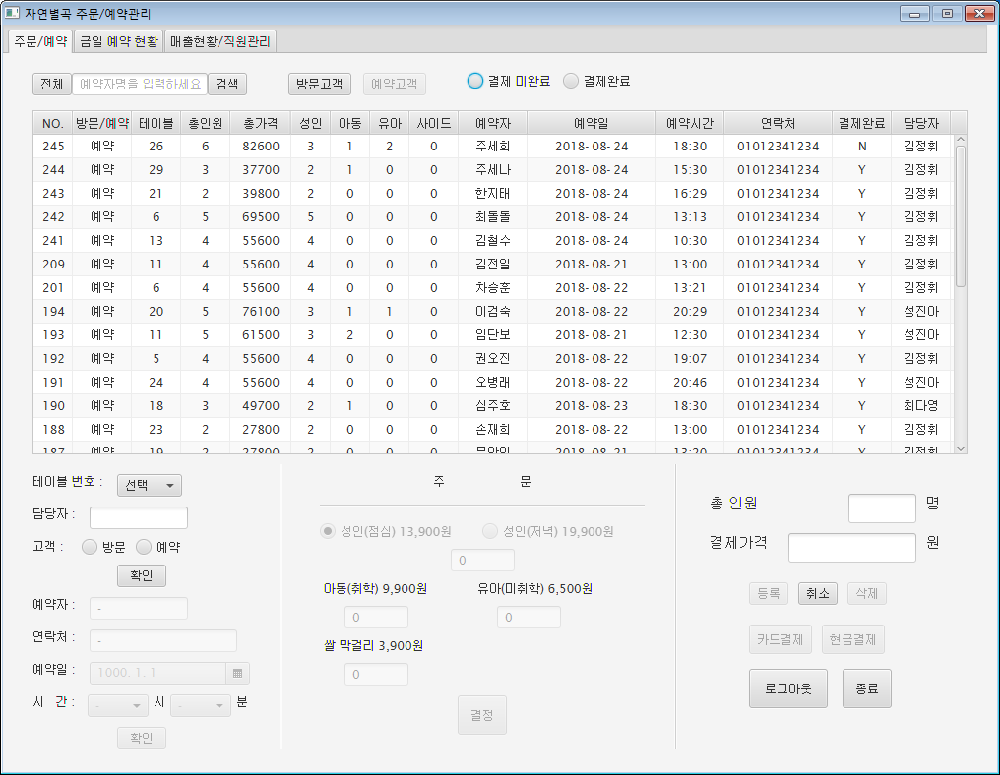 자연별곡 주문/예약관리
주문/예약 금일 예약 현황 매출현황/직원관리
전체 예약자명을 입력하세요 검색 방문고객 예약고객 결제 미완료 결제완료
NO. 방문/예약 테이블 총인원 총가격 성인 아동 유아 사이드 예약자 예약일 예약시간 연락처 결제완료 담당자
245 예약 26 6 82600 3 1 2 0 주세희 2018- 08- 24 18:30 01012341234 N 김정휘
244 예약 29 3 37700 2 1 0 0 주세나 2018- 08- 24 15:30 01012341234 Y 김정휘
243 예약 21 2 39800 2 0 0 0 한지태 2018- 08- 24 16:29 01012341234 Y 김정휘
242 예약 6 5 69500 5 0 0 0 최돌돌 2018- 08- 24 13:13 01012341234 Y 김정휘
241 예약 13 4 55600 4 0 0 0 김철수 2018- 08- 24 10:30 01012341234 Y 김정휘
209 예약 11 4 55600 4 0 0 0 김전일 2018- 08- 21 13:00 01012341234 Y 김정휘
201 예약 6 4 55600 4 0 0 0 차승훈 2018- 08- 22 13:21 01012341234 Y 김정휘
194 예약 20 5 76100 3 1 1 0 이검숙 2018- 08- 22 20:29 01012341234 Y 성진아
193 예약 11 5 61500 3 2 0 0 임단보 2018- 08- 21 12:30 01012341234 Y 성진아
192 예약 5 4 55600 4 0 0 0 권오진 2018- 08- 22 19:07 01012341234 Y 김정휘
191 예약 24 4 55600 4 0 0 0 오병래 2018- 08- 22 20:46 01012341234 Y 성진아
190 예약 18 3 49700 2 1 0 0 심주호 2018- 08- 23 18:30 01012341234 Y 최다영
188 예약 23 2 27800 2 0 0 0 손재희 2018- 08- 22 13:00 01012341234 Y 김정휘
187 예약 19 2 27800 2 0 0 0 2018- 08- 21 13:20 01012341234 Y 김정휘
테이블 번호 : 선택
담당자 :
고객 : 방문 예약
확인
예약자 : -
연락처 : -
예약일 : 1000. 1. 1
시 간 : - 시 - 분
확인
주 문
성인(점심) 13,900원 성인(저녁) 19,900원
0
아동(취학) 9,900원 유아(미취학) 6,500원
0 0
쌀 막걸리 3,900원
0
결정
총 인원 명
결제가격 원
등록 취소 삭제
카드결제 현금결제
로그아웃 종료